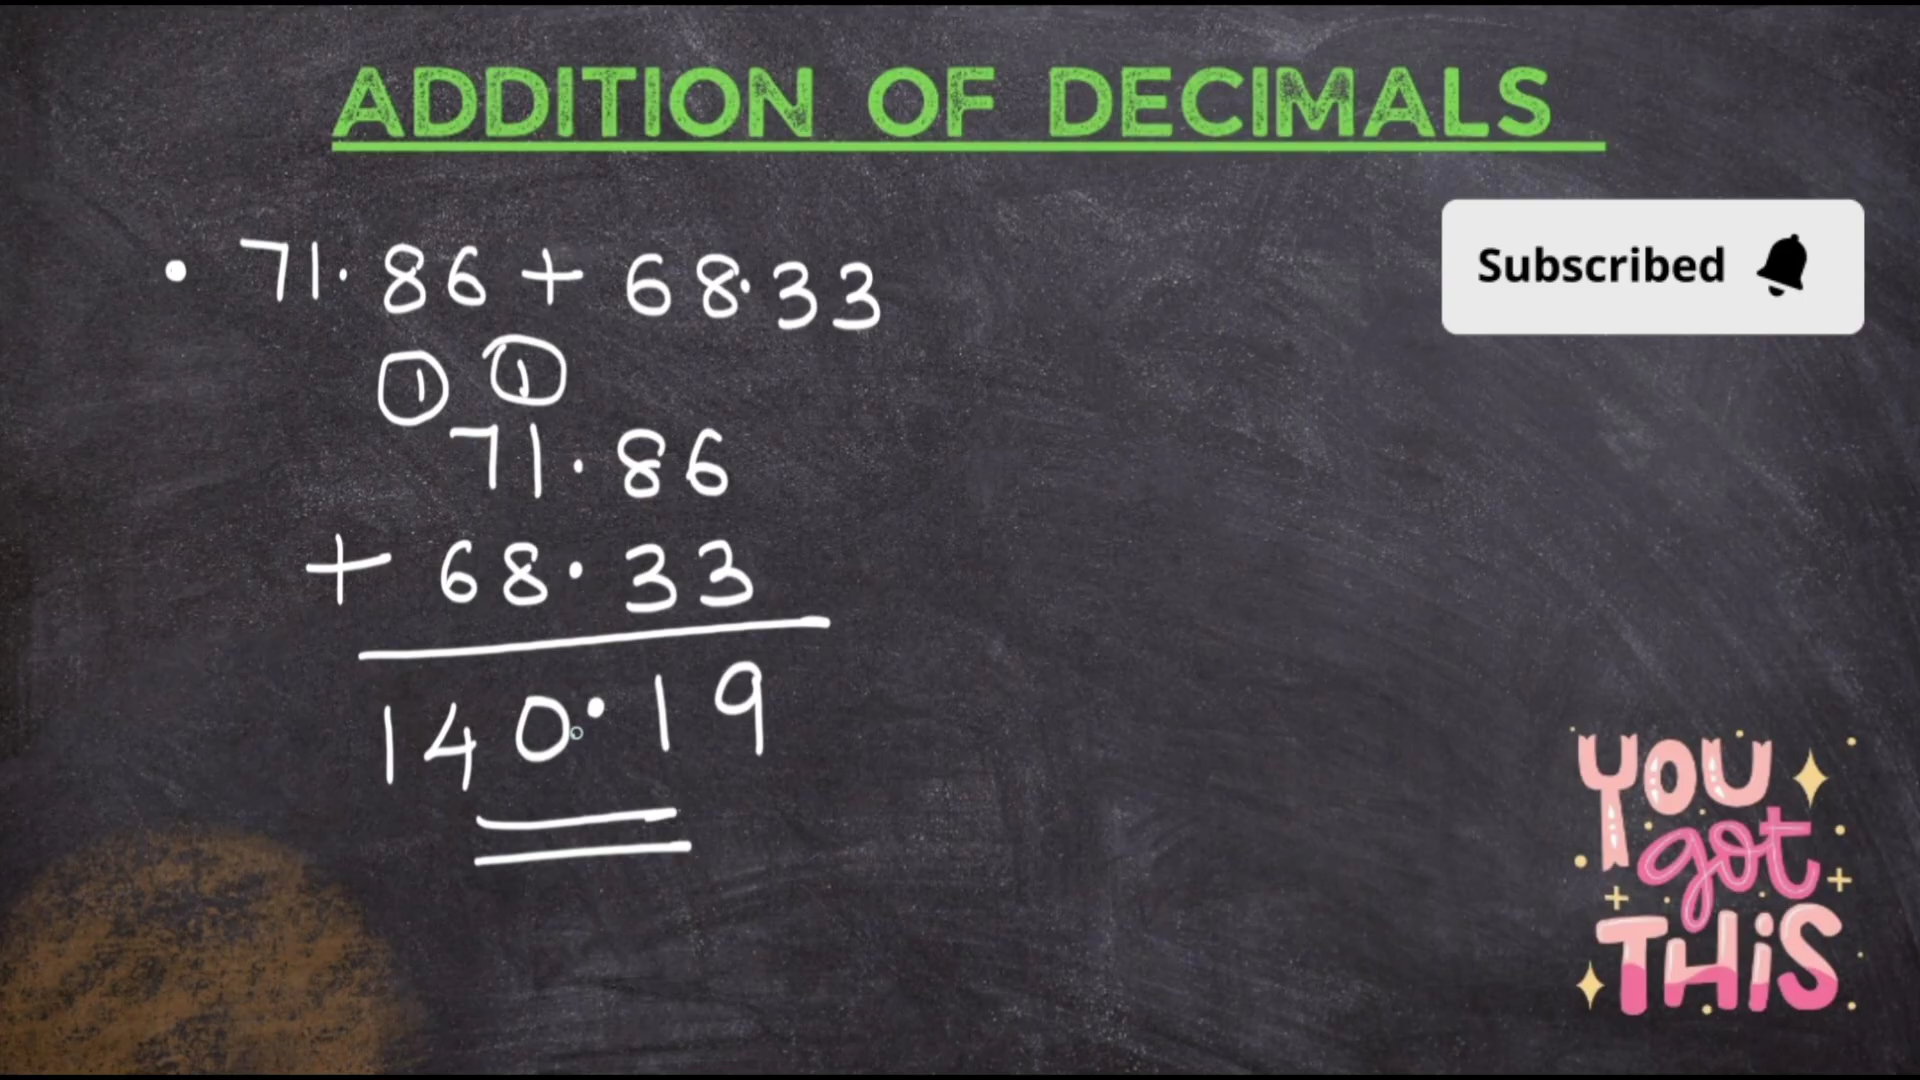 ADDITION OF DECIMALS
Subscribed
• 71.86 + 68.33
1 1
71.86
+ 68.33
140.19
YOU
got
THiS